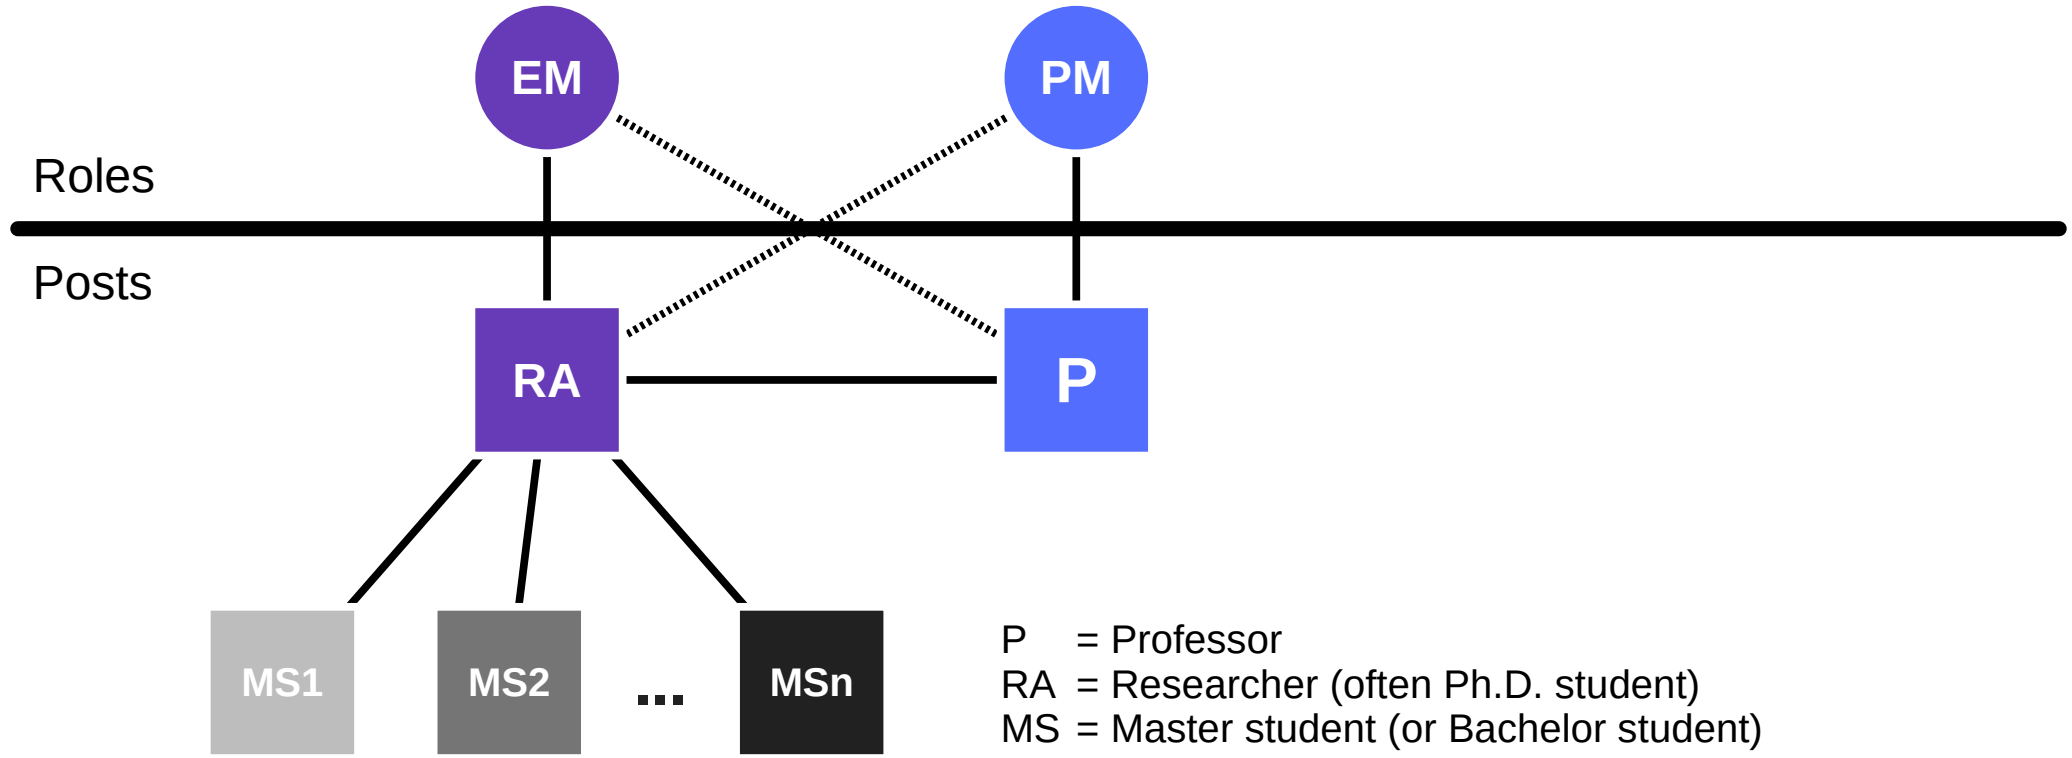 EM
PM
Roles
Posts
RA
P
MS1
MS2
...
MSn
P = Professor
RA = Researcher (often Ph.D. student)
MS = Master student (or Bachelor student)